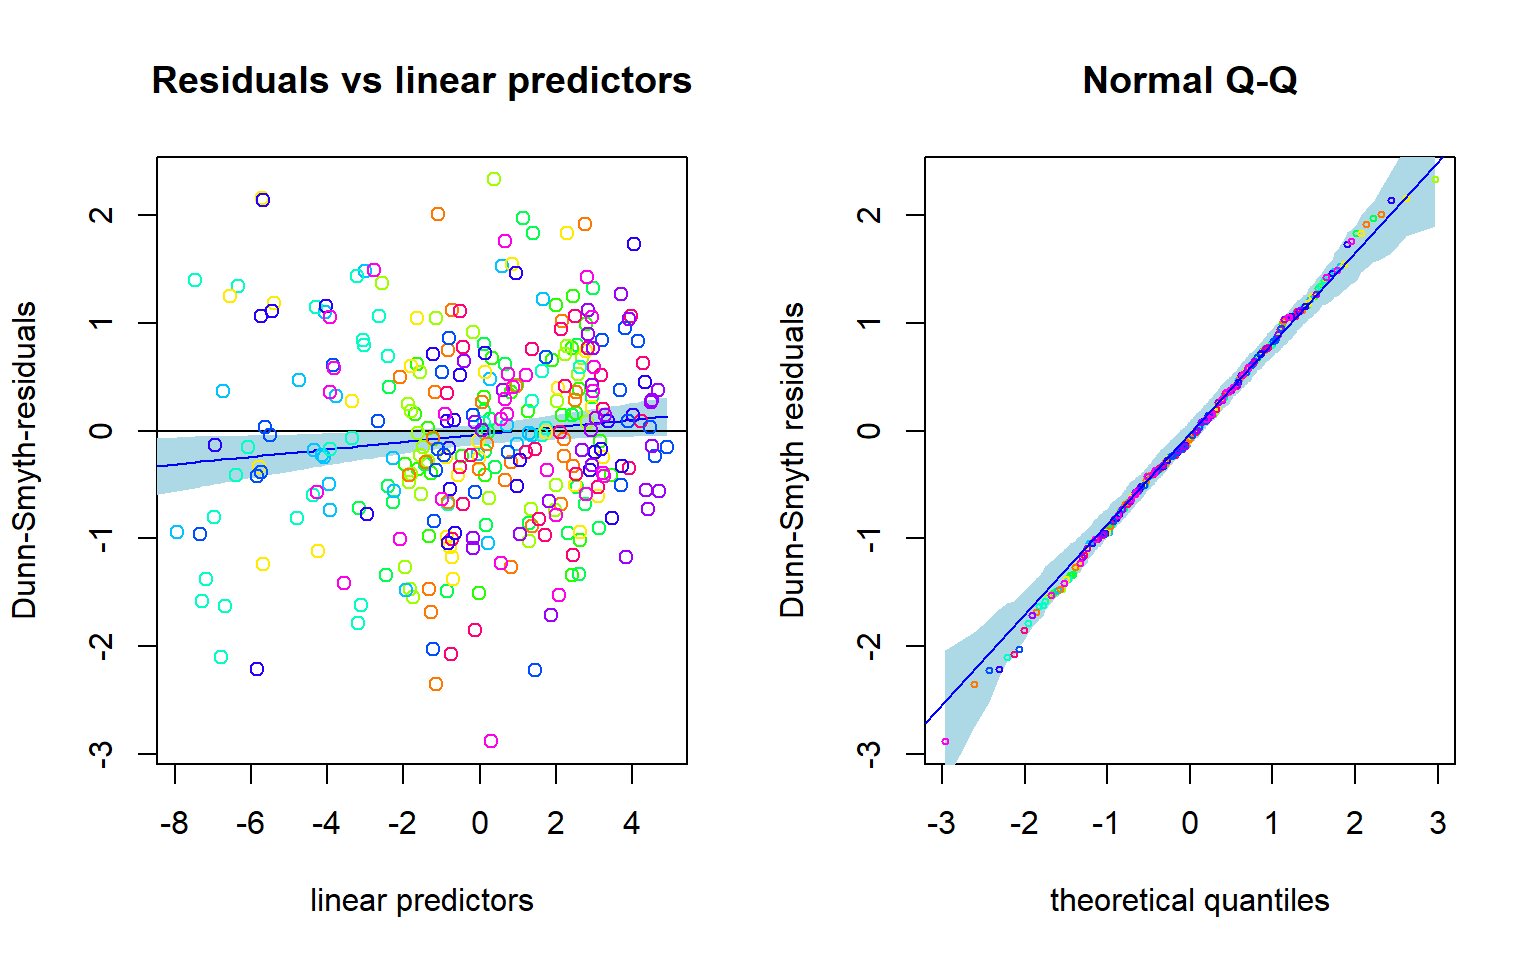 Residuals vs linear predictors
Dunn-Smyth-residuals
2
1
0
-1
-2
-3
-8 -6 -4 -2 0 2 4
linear predictors
Normal Q-Q
Dunn-Smyth residuals
2
1
0
-1
-2
-3
-3 -2 -1 0 1 2 3
theoretical quantiles